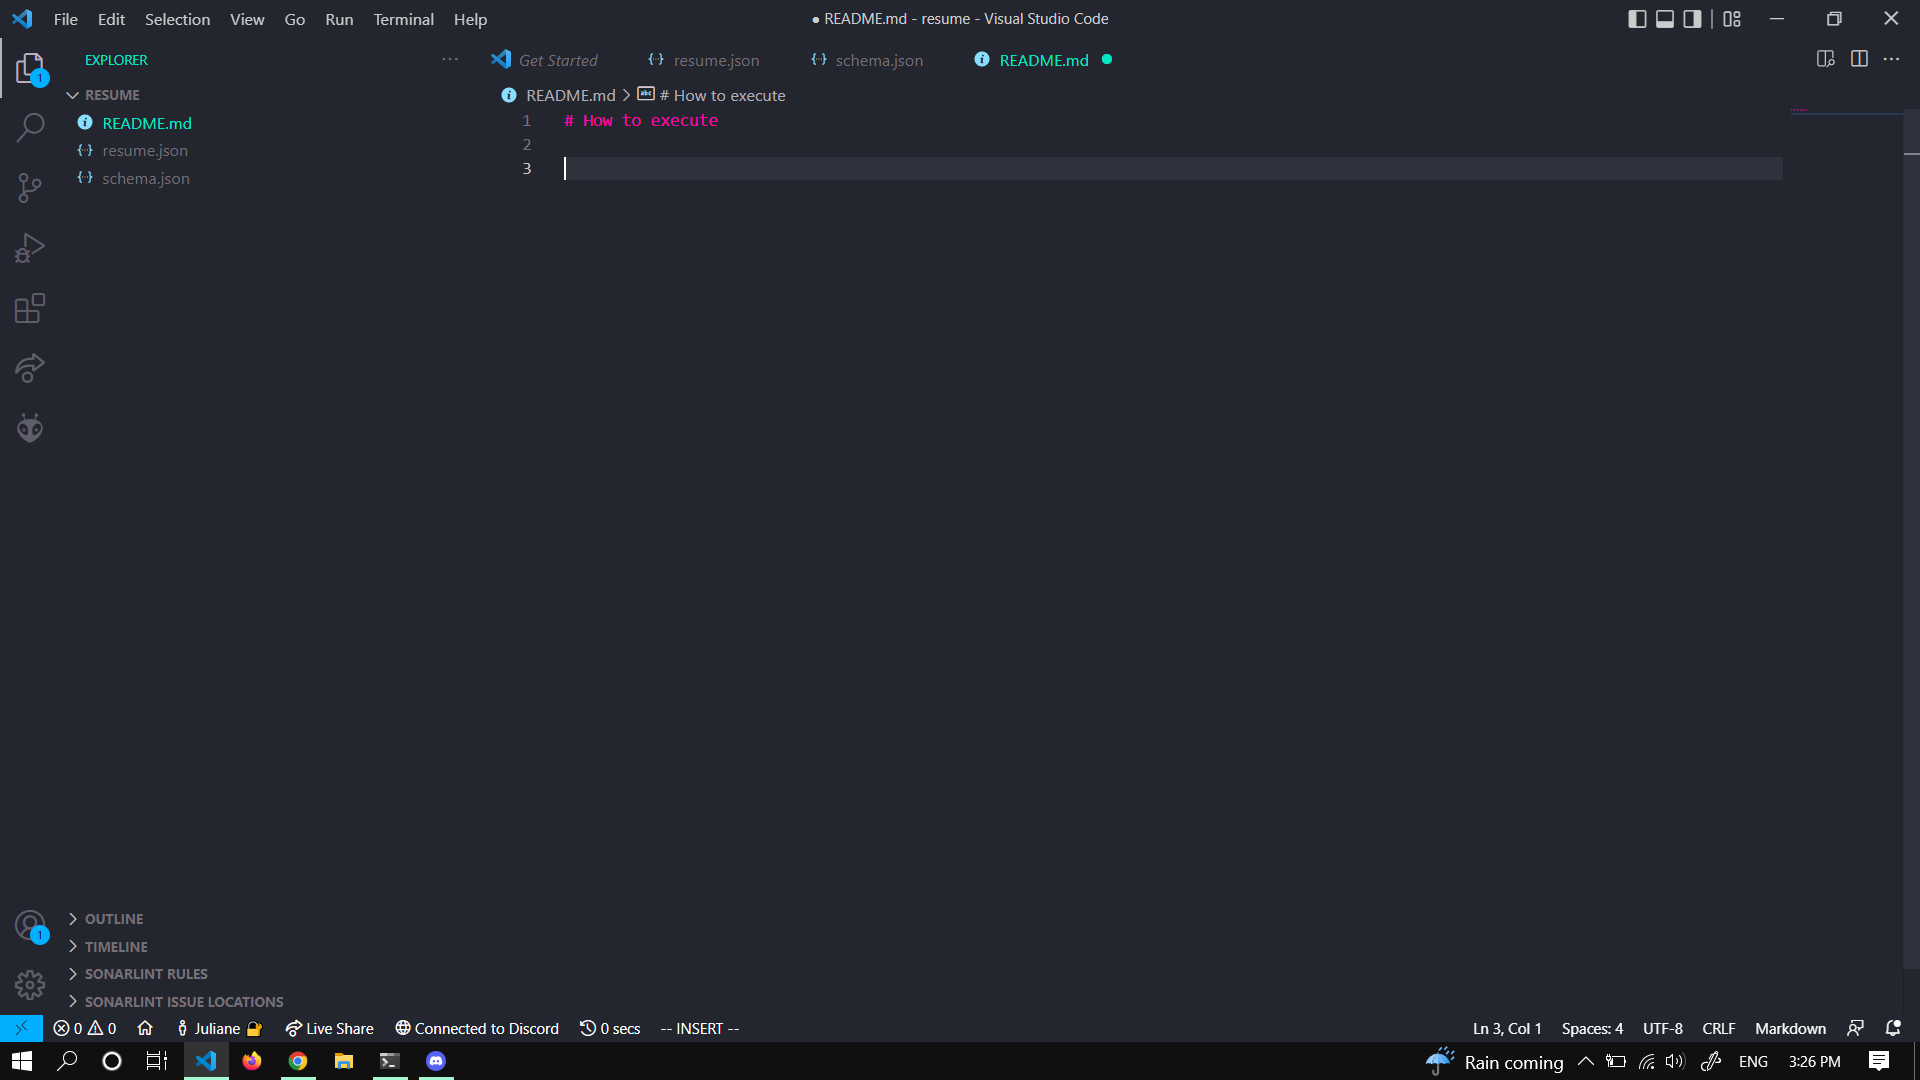 File Edit Selection View Go Run Terminal Help
● README.md - resume - Visual Studio Code
EXPLORER
Get Started
resume.json
schema.json
README.md
1
RESUME
README.md
resume.json
schema.json
README.md > # How to execute
1 # How to execute
2
3
1
OUTLINE
TIMELINE
SONARLINT RULES
SONARLINT ISSUE LOCATIONS
0 0 Juliane Live Share Connected to Discord 0 secs -- INSERT --
Ln 3, Col 1 Spaces: 4 UTF-8 CRLF Markdown
Rain coming ENG 3:26 PM